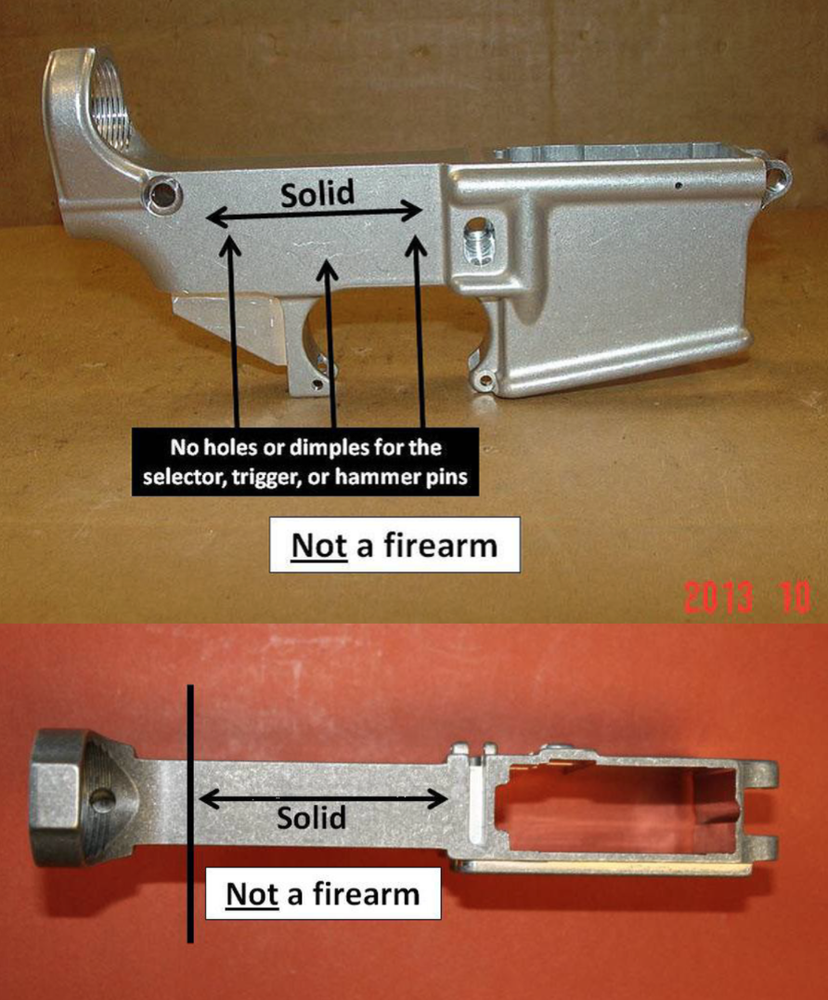 Solid
No holes or dimples for the
selector, trigger, or hammer pins
Not a firearm
2013 10
Solid
Not a firearm